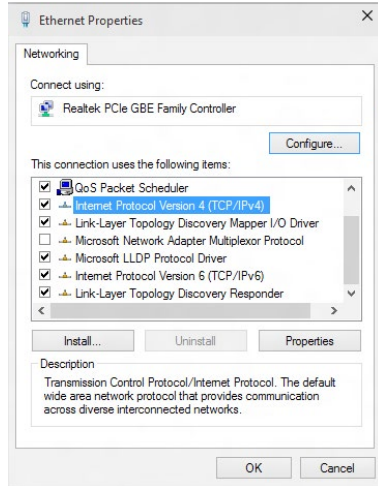 Ethernet Properties
Networking
Connect using:
Realtek PCIe GBE Family Controller
Configure...
This connection uses the following items:
QoS Packet Scheduler
Internet Protocol Version 4 (TCP/IPv4)
Link-Layer Topology Discovery Mapper I/O Driver
Microsoft Network Adapter Multiplexor Protocol
Microsoft LLDP Protocol Driver
Internet Protocol Version 6 (TCP/IPv6)
Link-Layer Topology Discovery Responder
Install... Uninstall Properties
Description
Transmission Control Protocol/Internet Protocol. The default
wide area network protocol that provides communication
across diverse interconnected networks.
OK Cancel